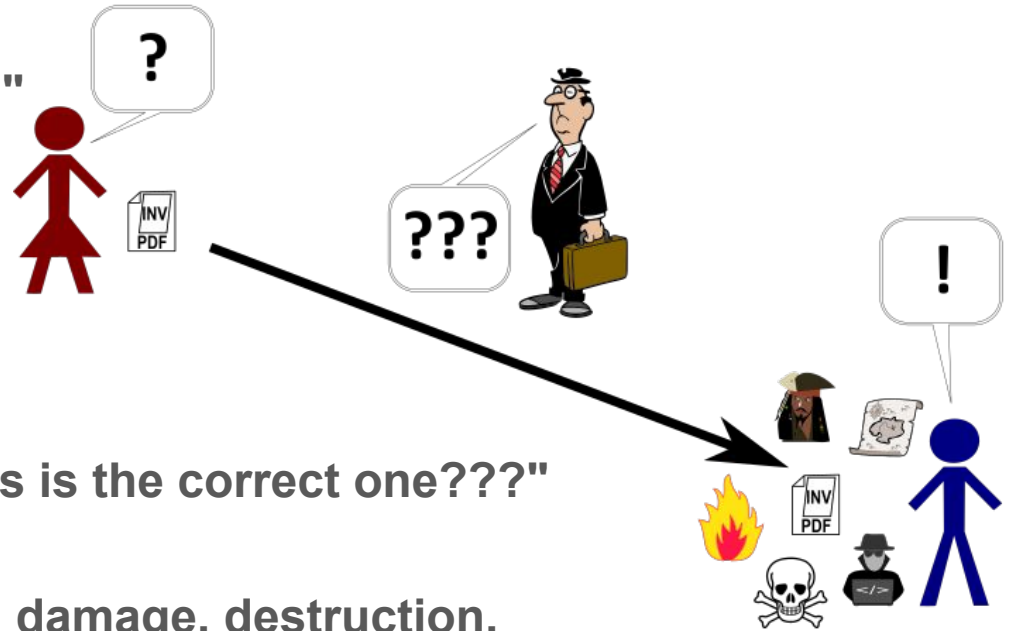 ?
"
INV
PDF
???
!
s is the correct one???"
INV
PDF
</>
damage, destruction,